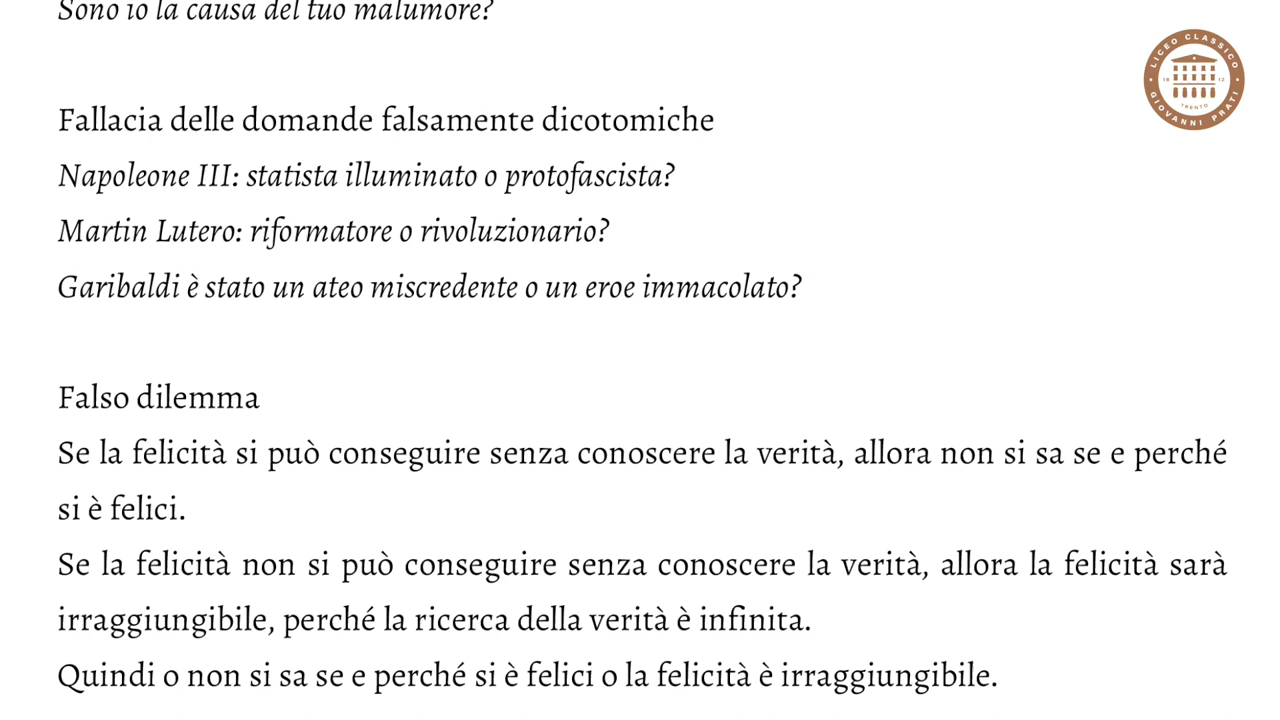 Sono io la causa del tuo malumore?
LICEO CLASSICO
18 12
TRENTO
GIOVANNI PRATI
Fallacia delle domande falsamente dicotomiche
Napoleone III: statista illuminato o protofascista?
Martin Lutero: riformatore o rivoluzionario?
Garibaldi è stato un ateo miscredente o un eroe immacolato?
Falso dilemma
Se la felicità si può conseguire senza conoscere la verità, allora non si sa se e perché
si è felici.
Se la felicità non si può conseguire senza conoscere la verità, allora la felicità sarà
irraggiungibile, perché la ricerca della verità è infinita.
Quindi o non si sa se e perché si è felici o la felicità è irraggiungibile.